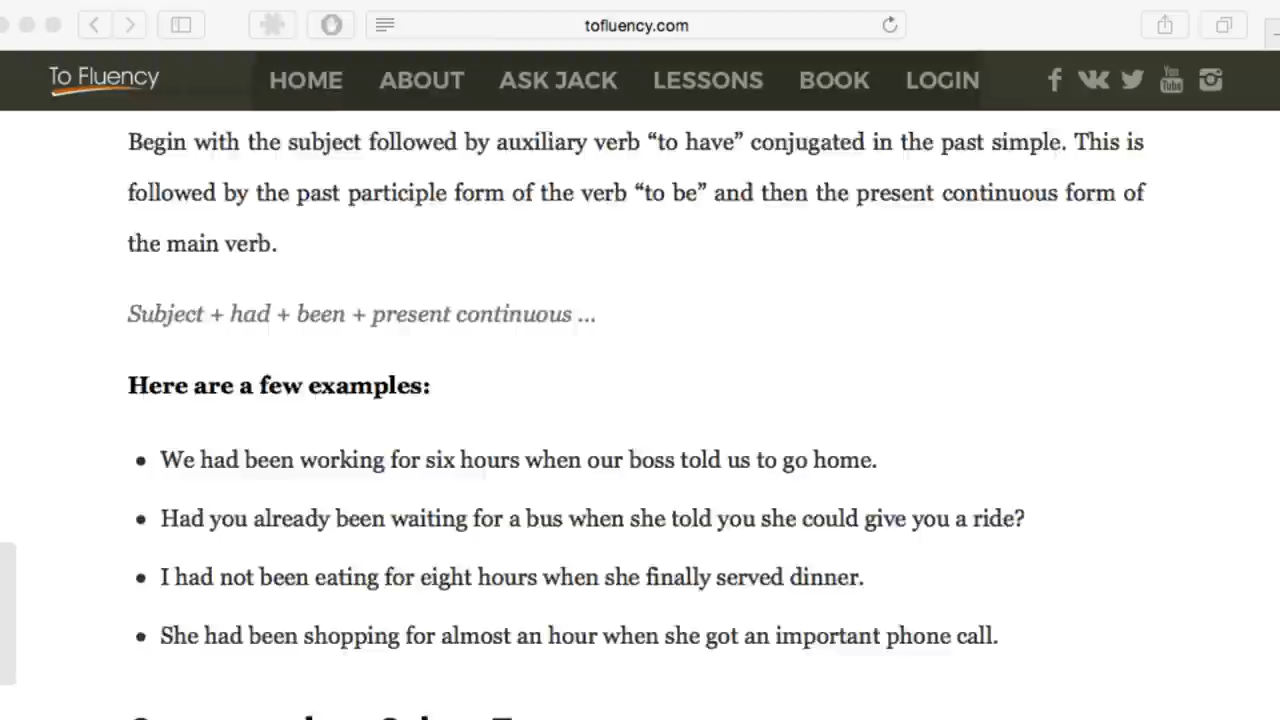 tofluency.com
To Fluency HOME ABOUT ASK JACK LESSONS BOOK LOGIN You Tube
Begin with the subject followed by auxiliary verb “to have” conjugated in the past simple. This is
followed by the past participle form of the verb “to be” and then the present continuous form of
the main verb.
Subject + had + been + present continuous ...
Here are a few examples:
• We had been working for six hours when our boss told us to go home.
• Had you already been waiting for a bus when she told you she could give you a ride?
• I had not been eating for eight hours when she finally served dinner.
• She had been shopping for almost an hour when she got an important phone call.